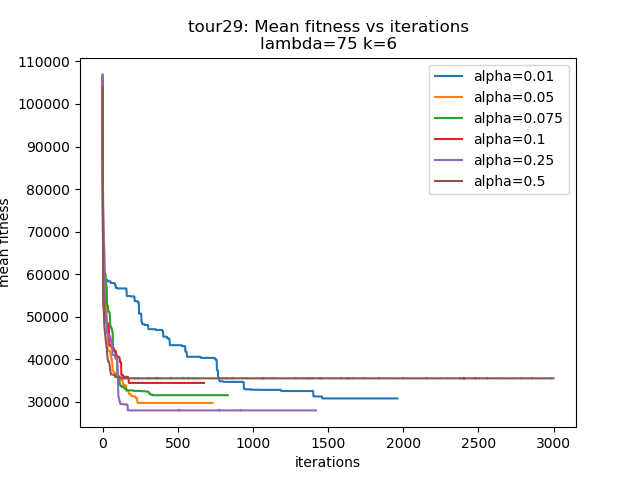 tour29: Mean fitness vs iterations
lambda=75 k=6
110000
100000
90000
80000
70000
60000
50000
40000
30000
mean fitness
alpha=0.01
alpha=0.05
alpha=0.075
alpha=0.1
alpha=0.25
alpha=0.5
0
500
1000
1500
2000
2500
3000
iterations